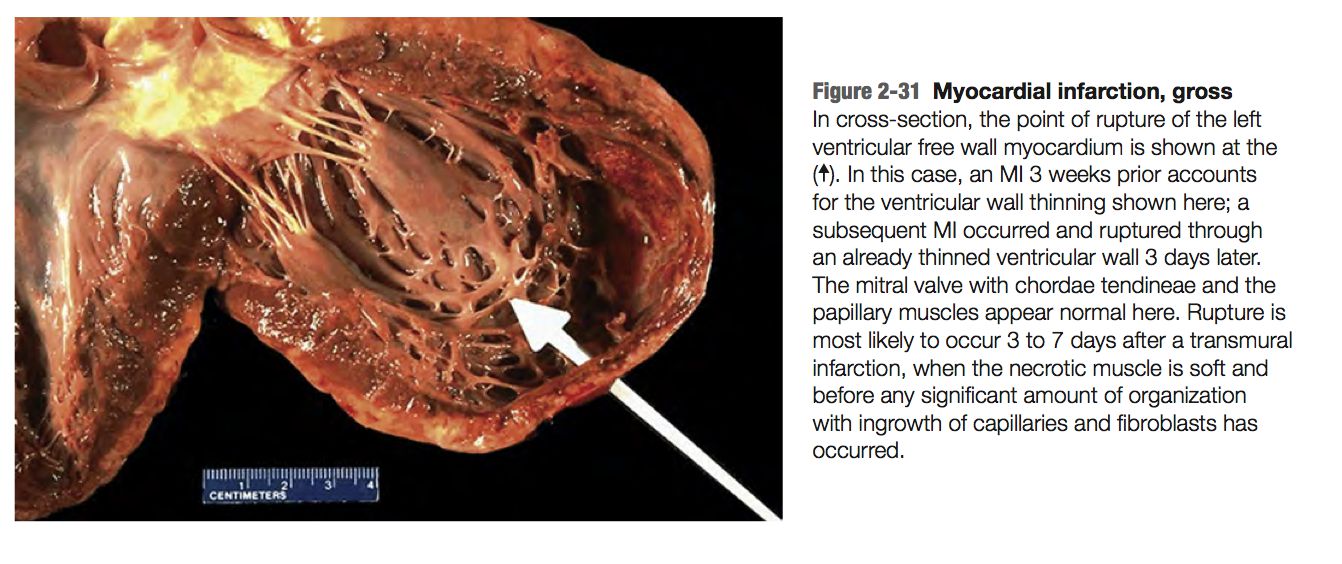 1 2 3 4
CENTIMETERS
Figure 2-31 Myocardial infarction, gross
In cross-section, the point of rupture of the left
ventricular free wall myocardium is shown at the
(⬆). In this case, an MI 3 weeks prior accounts
for the ventricular wall thinning shown here; a
subsequent MI occurred and ruptured through
an already thinned ventricular wall 3 days later.
The mitral valve with chordae tendineae and the
papillary muscles appear normal here. Rupture is
most likely to occur 3 to 7 days after a transmural
infarction, when the necrotic muscle is soft and
before any significant amount of organization
with ingrowth of capillaries and fibroblasts has
occurred.